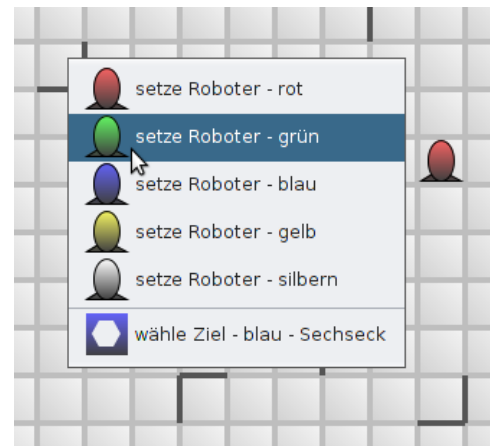 setze Roboter - rot
setze Roboter - grün
setze Roboter - blau
setze Roboter - gelb
setze Roboter - silbern
wähle Ziel - blau - Sechseck